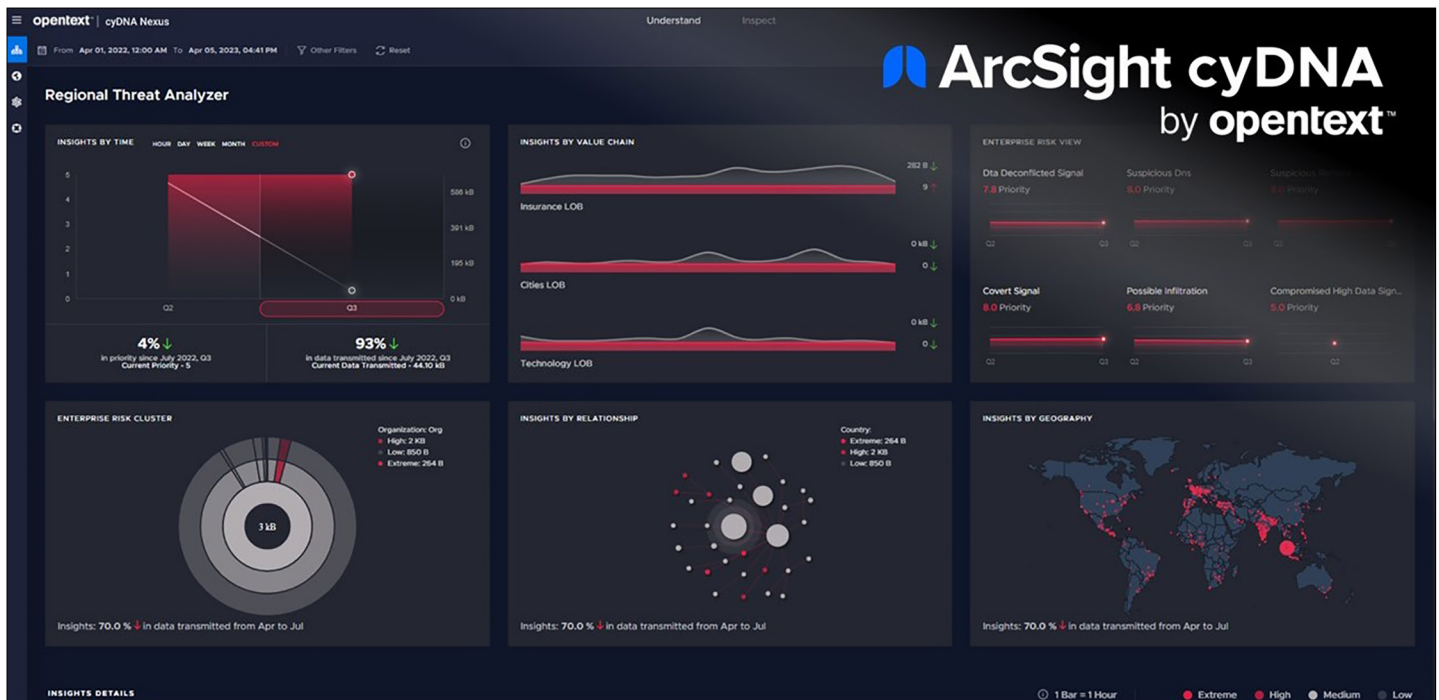 opentext™ | cyDNA Nexus
Understand
Inspect
From Apr 01, 2022, 12:00 AM To Apr 05, 2023, 04:41 PM
Other Filters
Reset
ArcSight cyDNA
by opentext™
Regional Threat Analyzer
INSIGHTS BY TIME HOUR DAY WEEK MONTH CUSTOM
5
4
3
2
1
0
586 kB
391 kB
195 kB
0 kB
Q2
Q3
4%
in priority since July 2022, Q3
Current Priority - 5
93%
in data transmitted since July 2022, Q3
Current Data Transmitted - 44.10 kB
INSIGHTS BY VALUE CHAIN
282 B
9
Insurance LOB
0 kB
0
Cities LOB
0 kB
0
Technology LOB
ENTERPRISE RISK VIEW
Dta Deconflicted Signal
7.8 Priority
Q2 Q3
Suspicious Dns
8.0 Priority
Q2 Q3
Suspicious
Priority
Q2
Covert Signal
8.0 Priority
Q2 Q3
Possible Infiltration
6.8 Priority
Q2 Q3
Compromised High Data Sign...
5.0 Priority
Q2
ENTERPRISE RISK CLUSTER
Organization: Org
High: 2 KB
Low: 850 B
Extreme: 264 B
3 kB
Insights: 70.0 % in data transmitted from Apr to Jul
INSIGHTS BY RELATIONSHIP
Country:
Extreme: 264 B
High: 2 KB
Low: 850 B
Insights: 70.0 % in data transmitted from Apr to Jul
INSIGHTS BY GEOGRAPHY
Insights: 70.0 % in data transmitted from Apr to Jul
INSIGHTS DETAILS
1 Bar = 1 Hour
Extreme
High
Medium
Low